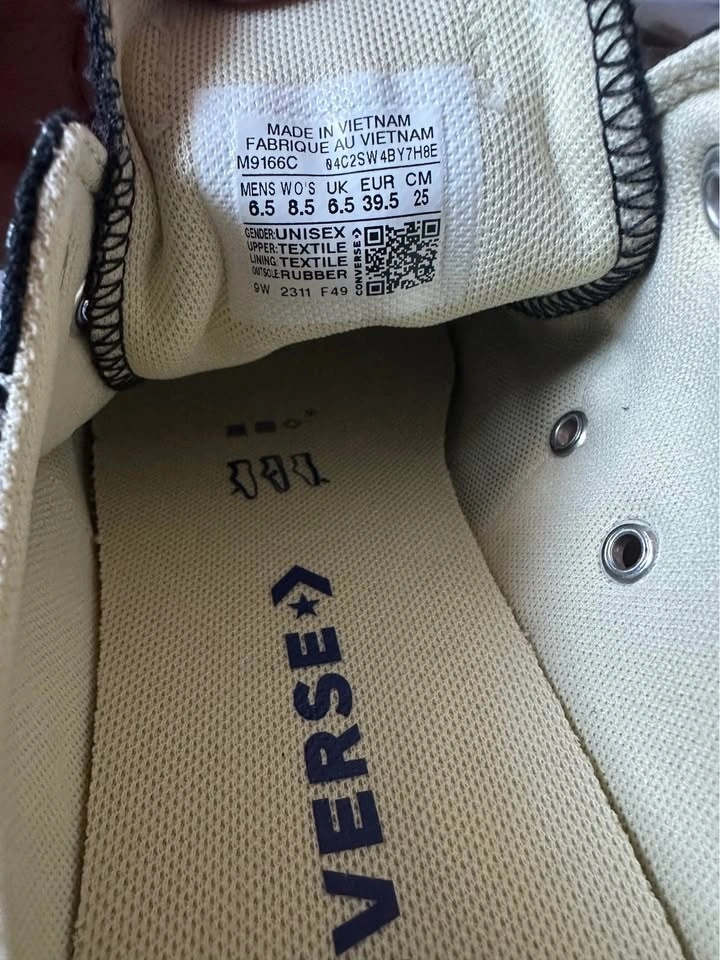 MADE IN VIETNAM
FABRIQUE AU VIETNAM
M9166C 04C2SW4BY7H8E
MENS WO'S UK EUR CM
6.5 8.5 6.5 39.5 25
GENDER:UNISEX
UPPER:TEXTILE
LINING TEXTILE
OUTSOLE RUBBER
CONVERSE
9W 2311 F49
VERSE